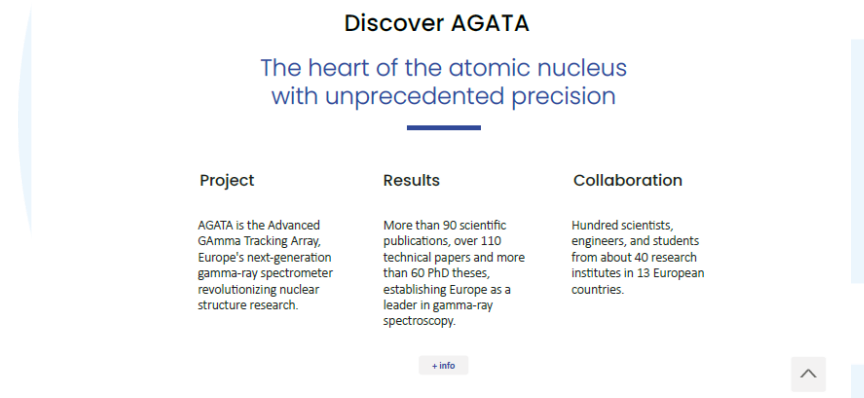 Discover AGATA
The heart of the atomic nucleus
with unprecedented precision
Project
AGATA is the Advanced
GAmma Tracking Array,
Europe's next-generation
gamma-ray spectrometer
revolutionizing nuclear
structure research.
Results
More than 90 scientific
publications, over 110
technical papers and more
than 60 PhD theses,
establishing Europe as a
leader in gamma-ray
spectroscopy.
Collaboration
Hundred scientists,
engineers, and students
from about 40 research
institutes in 13 European
countries.
+ info